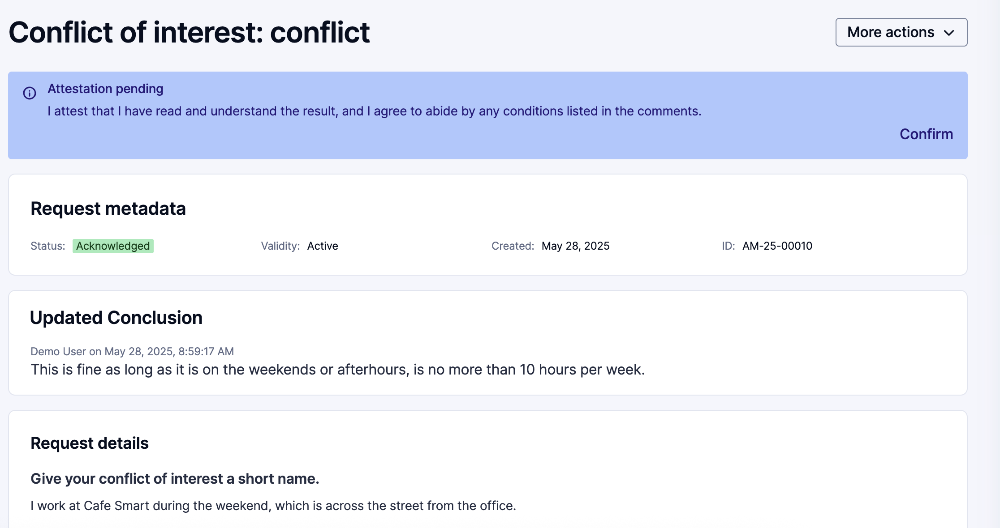 Conflict of interest: conflict
More actions
Attestation pending
I attest that I have read and understand the result, and I agree to abide by any conditions listed in the comments.
Confirm
Request metadata
Status: Acknowledged
Validity: Active
Created: May 28, 2025
ID: AM-25-00010
Updated Conclusion
Demo User on May 28, 2025, 8:59:17 AM
This is fine as long as it is on the weekends or afterhours, is no more than 10 hours per week.
Request details
Give your conflict of interest a short name.
I work at Cafe Smart during the weekend, which is across the street from the office.